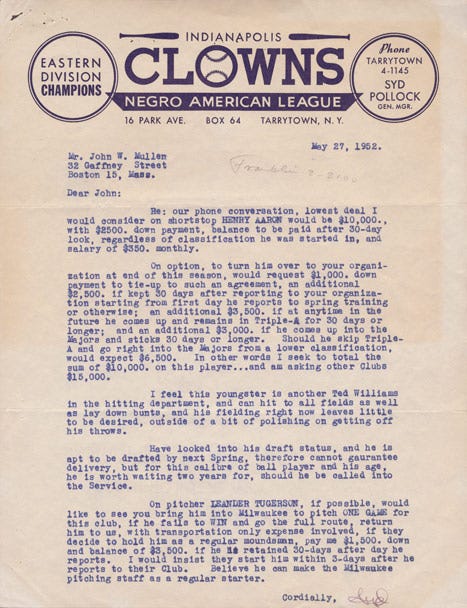 INDIANAPOLIS
CLOWNS
NEGRO AMERICAN LEAGUE
EASTERN
DIVISION
CHAMPIONS
Phone
TARRYTOWN
4-1145
SYD
POLLOCK
GEN. MGR.
16 PARK AVE. BOX 64 TARRYTOWN, N. Y.
May 27, 1952.
Mr. John W. Mullen
32 Gaffney Street
Boston 15, Mass.
Franklin 2-2100
Dear John:
Re: our phone conversation, lowest deal I
would consider on shortstop HENRY AARON would be $10,000.,
with $2500. down payment, balance to be paid after 30-day
look, regardless of classification he was started in, and
salary of $350. monthly.
On option, to turn him over to your organi-
zation at end of this season, would request $1,000. down
payment to tie-up to such an agreement, an additional
$2,500. if kept 30 days after reporting to your organiza-
tion starting from first day he reports to spring training
or otherwise; an additional $3,500. if at anytime in the
future he comes up and remains in Triple-A for 30 days or
longer; and an additional $3,000. if he comes up into the
Majors and sticks 30 days or longer. Should he skip Triple-
A and go right into the Majors from a lower classification,
would expect $6,500. In other words I seek to total the
sum of $10,000. on this player...and am asking other Clubs
$15,000.
I feel this youngster is another Ted Williams
in the hitting department, and can hit to all fields as well
as lay down bunts, and his fielding right now leaves little
to be desired, outside of a bit of polishing on getting off
his throws.
Have looked into his draft status, and he is
apt to be drafted by next Spring, therefore cannot gaurantee
delivery, but for this calibre of ball player and his age,
he is worth waiting two years for, should he be called into
the Service.
On pitcher LEANDER TUGERSON, if possible, would
like to see you bring him into Milwaukee to pitch ONE GAME for
this club, if he fails to WIN and go the full route, return
him to us, with transportation only expense involved, if they
decide to hold him as a regular moundsman, pay me $1,500. down
and balance of $3,500. if he is retained 30-days after day he
reports. I would insist they start him within 3-days after he
reports to their Club. Believe he can make the Milwaukee
pitching staff as a regular starter.
Cordially, Syd